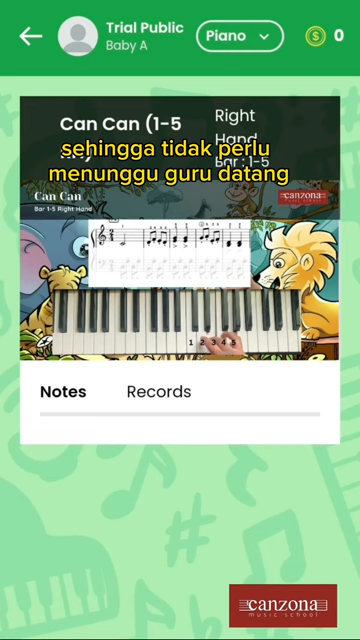 Trial Public
Baby A
Piano
$ 0
Can Can (1-5
Right
Hand
Bar : 1-5
sehingga tidak perlu
menunggu guru datang
Can Can
Bar 1-5 Right Hand
canzona
1 2 3 4 5
Notes
Records
canzona
music school